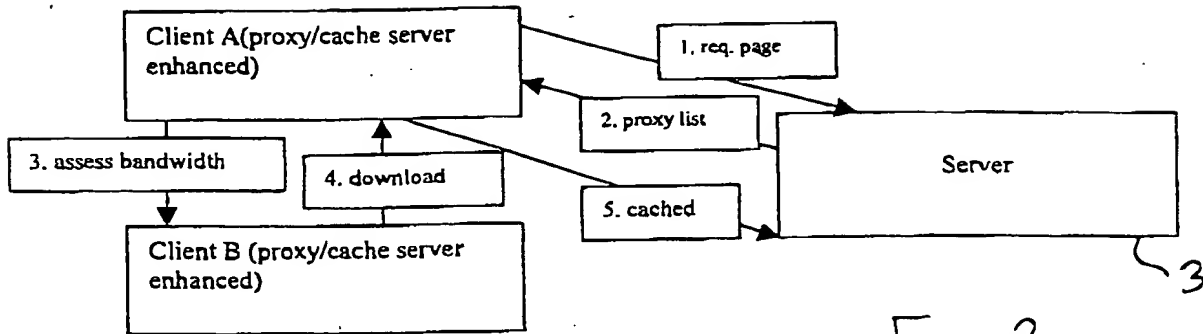 Client A(proxy/cache server
enhanced)
1. req. page
2. proxy list
Server
3. assess bandwidth
4. download
5. cached
Client B (proxy/cache server
enhanced)
3